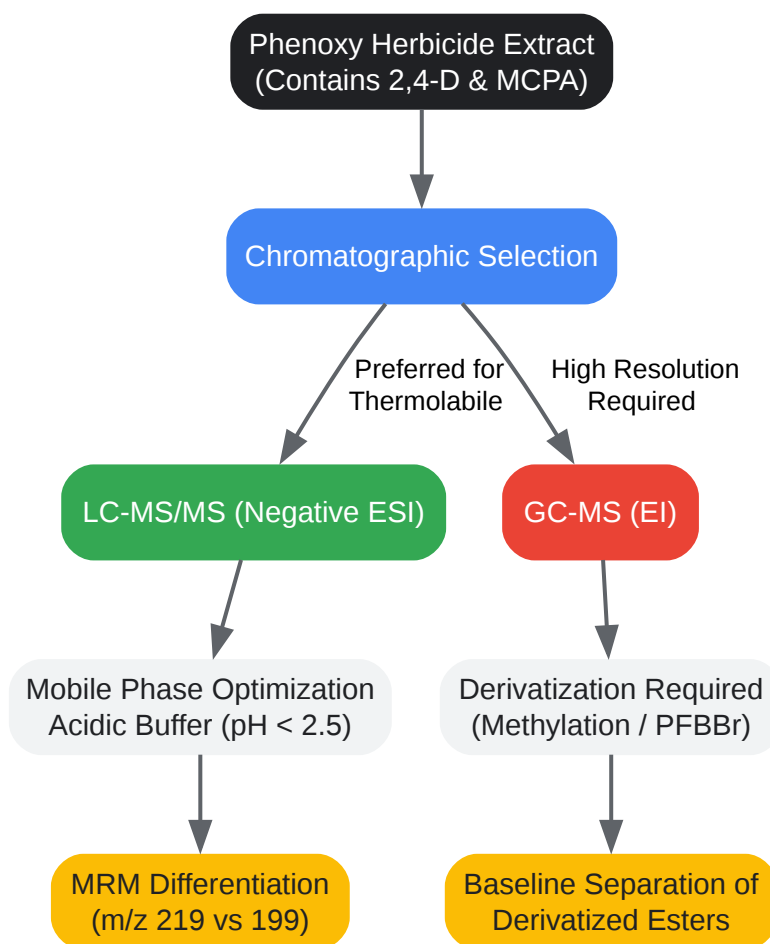 Phenoxy Herbicide Extract
(Contains 2,4-D & MCPA)
Chromatographic Selection
Preferred for
Thermolabile
High Resolution
Required
LC-MS/MS (Negative ESI)
GC-MS (EI)
Mobile Phase Optimization
Acidic Buffer (pH < 2.5)
Derivatization Required
(Methylation / PFBBr)
MRM Differentiation
(m/z 219 vs 199)
Baseline Separation of
Derivatized Esters